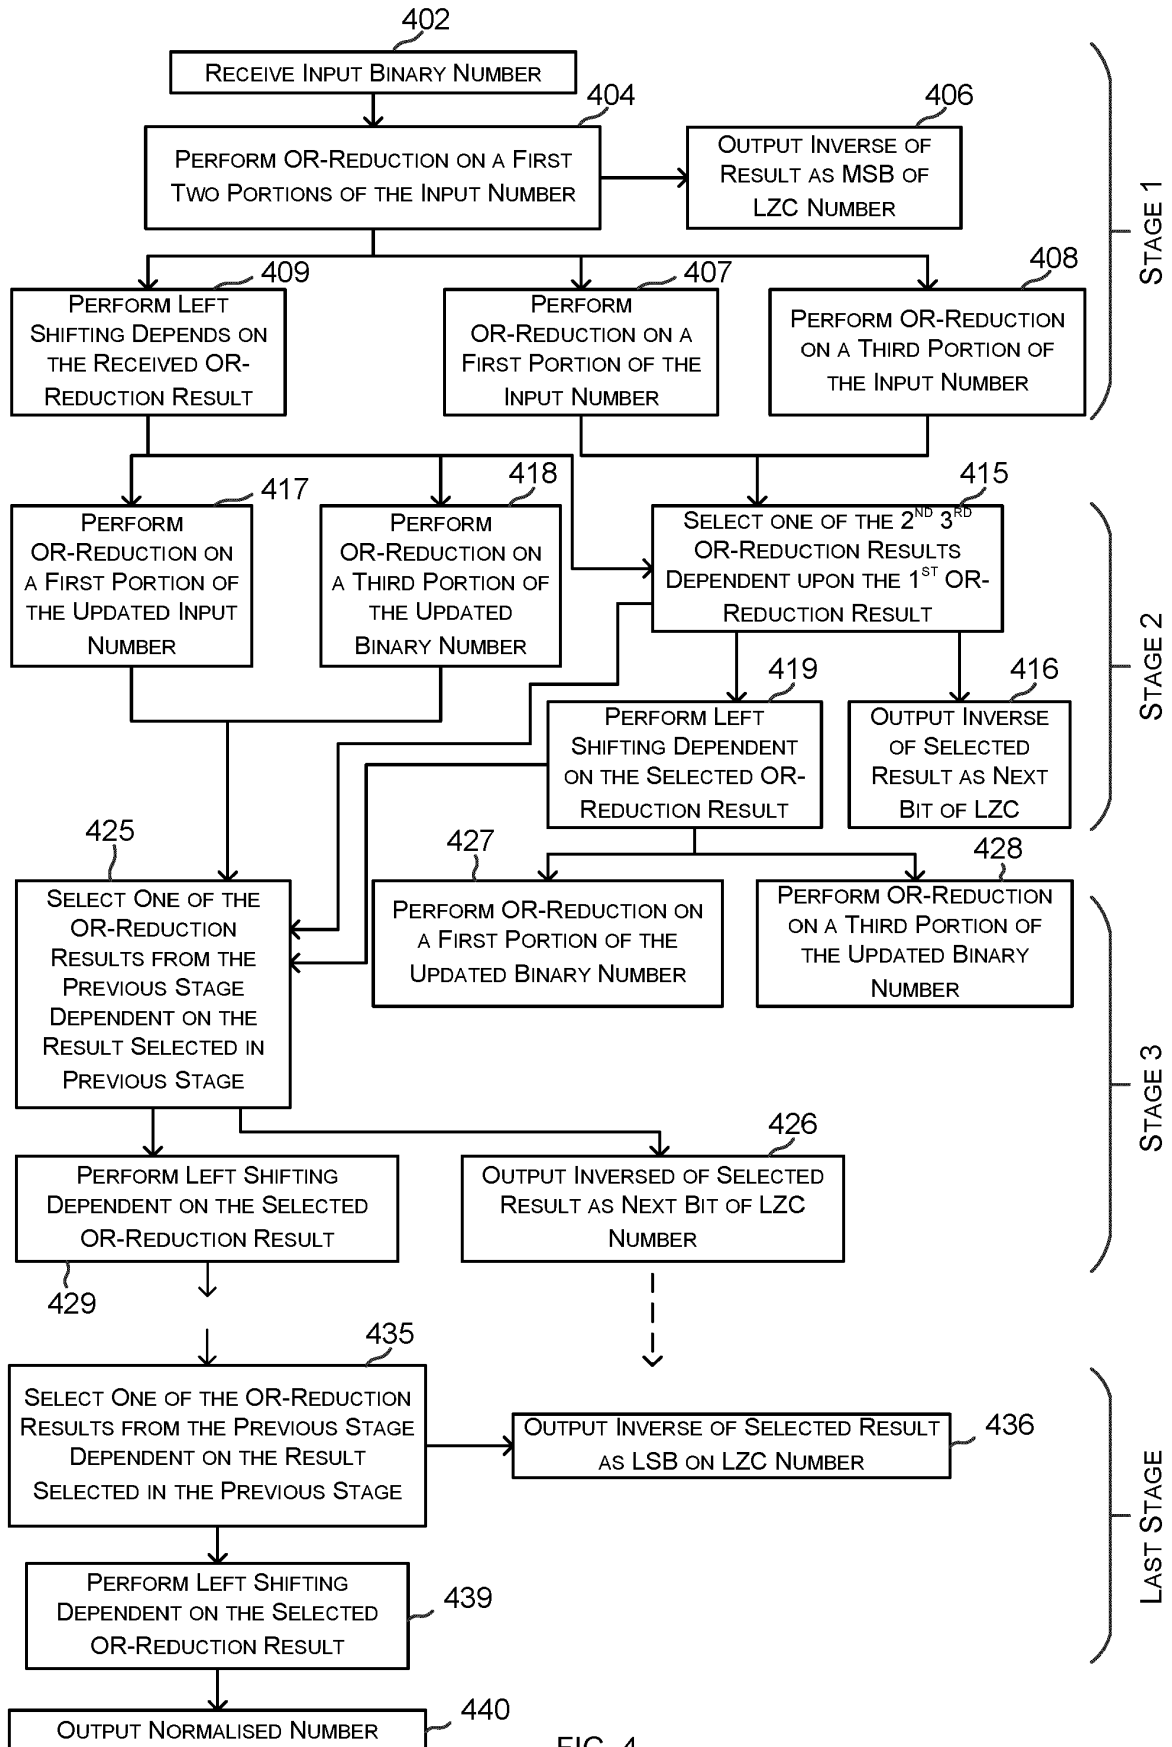 402
RECEIVE INPUT BINARY NUMBER
404
PERFORM OR-REDUCTION ON A FIRST
TWO PORTIONS OF THE INPUT NUMBER
406
OUTPUT INVERSE OF
RESULT AS MSB OF
LZC NUMBER
STAGE 1
409
PERFORM LEFT
SHIFTING DEPENDS ON
THE RECEIVED OR-
REDUCTION RESULT
407
PERFORM
OR-REDUCTION ON A
FIRST PORTION OF THE
INPUT NUMBER
408
PERFORM OR-REDUCTION
ON A THIRD PORTION OF
THE INPUT NUMBER
417
PERFORM
OR-REDUCTION ON
A FIRST PORTION OF
THE UPDATED INPUT
NUMBER
418
PERFORM
OR-REDUCTION ON
A THIRD PORTION OF
THE UPDATED
BINARY NUMBER
415
SELECT ONE OF THE 2ND 3RD
OR-REDUCTION RESULTS
DEPENDENT UPON THE 1ST OR-
REDUCTION RESULT
STAGE 2
419
PERFORM LEFT
SHIFTING DEPENDENT
ON THE SELECTED OR-
REDUCTION RESULT
416
OUTPUT INVERSE
OF SELECTED
RESULT AS NEXT
BIT OF LZC
425
SELECT ONE OF THE
OR-REDUCTION
RESULTS FROM THE
PREVIOUS STAGE
DEPENDENT ON THE
RESULT SELECTED IN
PREVIOUS STAGE
427
PERFORM OR-REDUCTION ON
A FIRST PORTION OF THE
UPDATED BINARY NUMBER
428
PERFORM OR-REDUCTION
ON A THIRD PORTION OF
THE UPDATED BINARY
NUMBER
STAGE 3
PERFORM LEFT SHIFTING
DEPENDENT ON THE SELECTED
OR-REDUCTION RESULT
429
426
OUTPUT INVERSED OF SELECTED
RESULT AS NEXT BIT OF LZC
NUMBER
435
SELECT ONE OF THE OR-REDUCTION
RESULTS FROM THE PREVIOUS STAGE
DEPENDENT ON THE RESULT
SELECTED IN THE PREVIOUS STAGE
OUTPUT INVERSE OF SELECTED RESULT
AS LSB ON LZC NUMBER
436
LAST STAGE
PERFORM LEFT SHIFTING
DEPENDENT ON THE SELECTED
OR-REDUCTION RESULT
439
OUTPUT NORMALISED NUMBER
440
FIG. 4